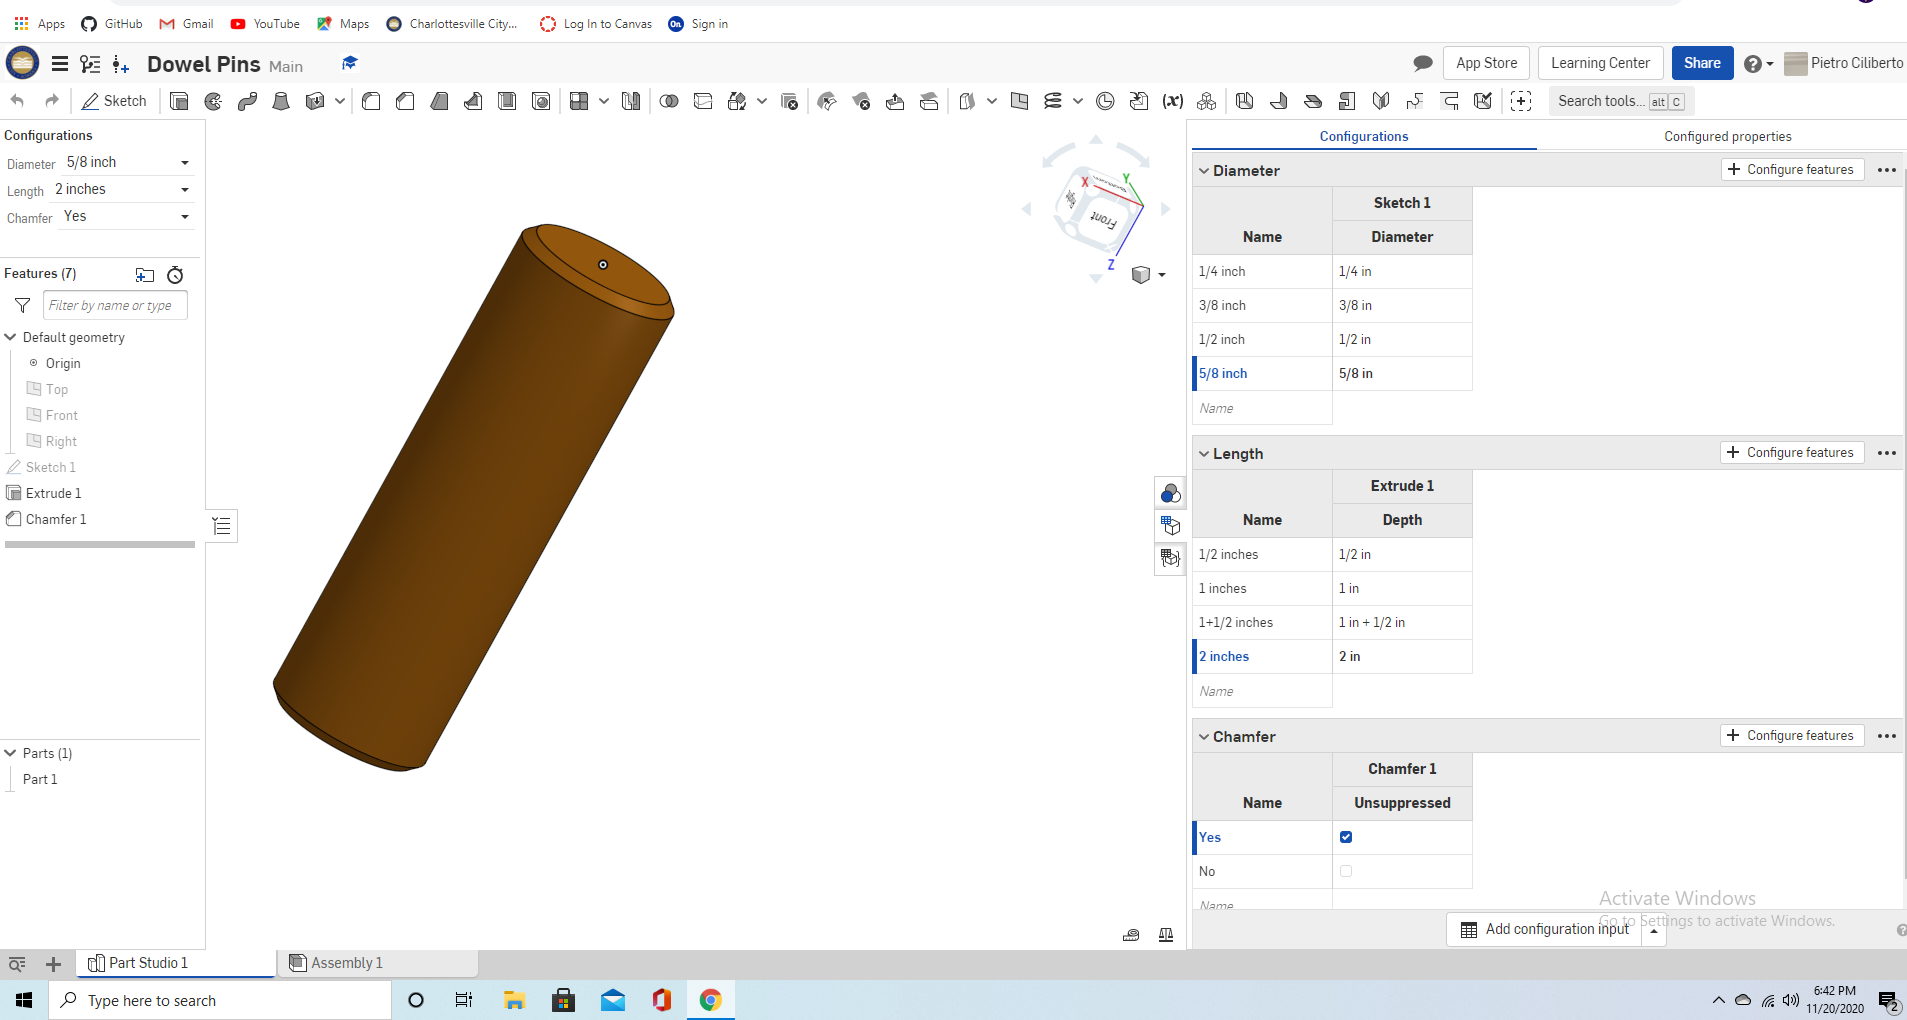 Apps GitHub Gmail YouTube Maps Charlottesville City... Log In to Canvas On. Sign in
Dowel Pins Main App Store Learning Center Share Pietro Ciliberto
Sketch (x) Search tools... alt C
Configurations
Diameter 5/8 inch
Length 2 inches
Chamfer Yes
Features (7)
Filter by name or type
Default geometry
Origin
Top
Front
Right
Sketch 1
Extrude 1
Chamfer 1
Parts (1)
Part 1
X Y
Front
Z
Configurations Configured properties
Diameter Configure features
Sketch 1
Name Diameter
1/4 inch 1/4 in
3/8 inch 3/8 in
1/2 inch 1/2 in
5/8 inch 5/8 in
Name
Length Configure features
Extrude 1
Name Depth
1/2 inches 1/2 in
1 inches 1 in
1+1/2 inches 1 in + 1/2 in
2 inches 2 in
Name
Chamfer Configure features
Chamfer 1
Name Unsuppressed
Yes
No
Name
Activate Windows
Go to Settings to activate Windows.
Add configuration input
Part Studio 1 Assembly 1
Type here to search
6:42 PM
11/20/2020
2